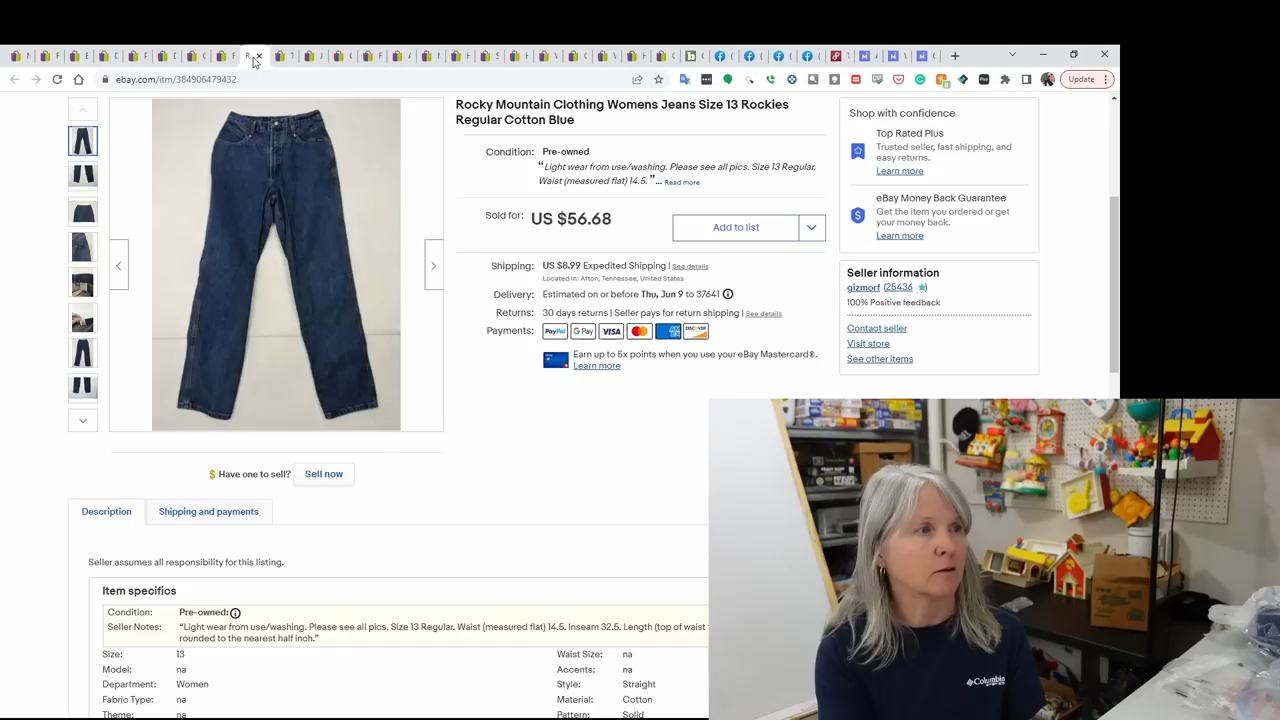 ebay.com/itm/384906479432
Update
Rocky Mountain Clothing Womens Jeans Size 13 Rockies
Regular Cotton Blue
Condition: Pre-owned
“Light wear from use/washing. Please see all pics. Size 13 Regular.
Waist (measured flat) 14.5. ”... Read more
Sold for: US $56.68
Add to list
Shipping: US $8.99 Expedited Shipping | See details
Located in: Afton, Tennessee, United States
Delivery: Estimated on or before Thu, Jun 9 to 37641
Returns: 30 days returns | Seller pays for return shipping | See details
Payments: PayPal G Pay VISA DISCOVER
Earn up to 5x points when you use your eBay Mastercard®.
Learn more
Shop with confidence
Top Rated Plus
Trusted seller, fast shipping, and
easy returns.
Learn more
eBay Money Back Guarantee
Get the item you ordered or get
your money back.
Learn more
Seller information
gizmorf (25436 )
100% Positive feedback
Contact seller
Visit store
See other items
Have one to sell? Sell now
Description Shipping and payments
Seller assumes all responsibility for this listing.
Item specifics
Condition: Pre-owned:
Seller Notes: “Light wear from use/washing. Please see all pics. Size 13 Regular. Waist (measured flat) 14.5. Inseam 32.5. Length (top of waist
rounded to the nearest half inch.”
Size: 13 Waist Size: na
Model: na Accents: na
Department: Women Style: Straight
Fabric Type: na Material: Cotton
Theme: na Pattern: Solid
Columbia